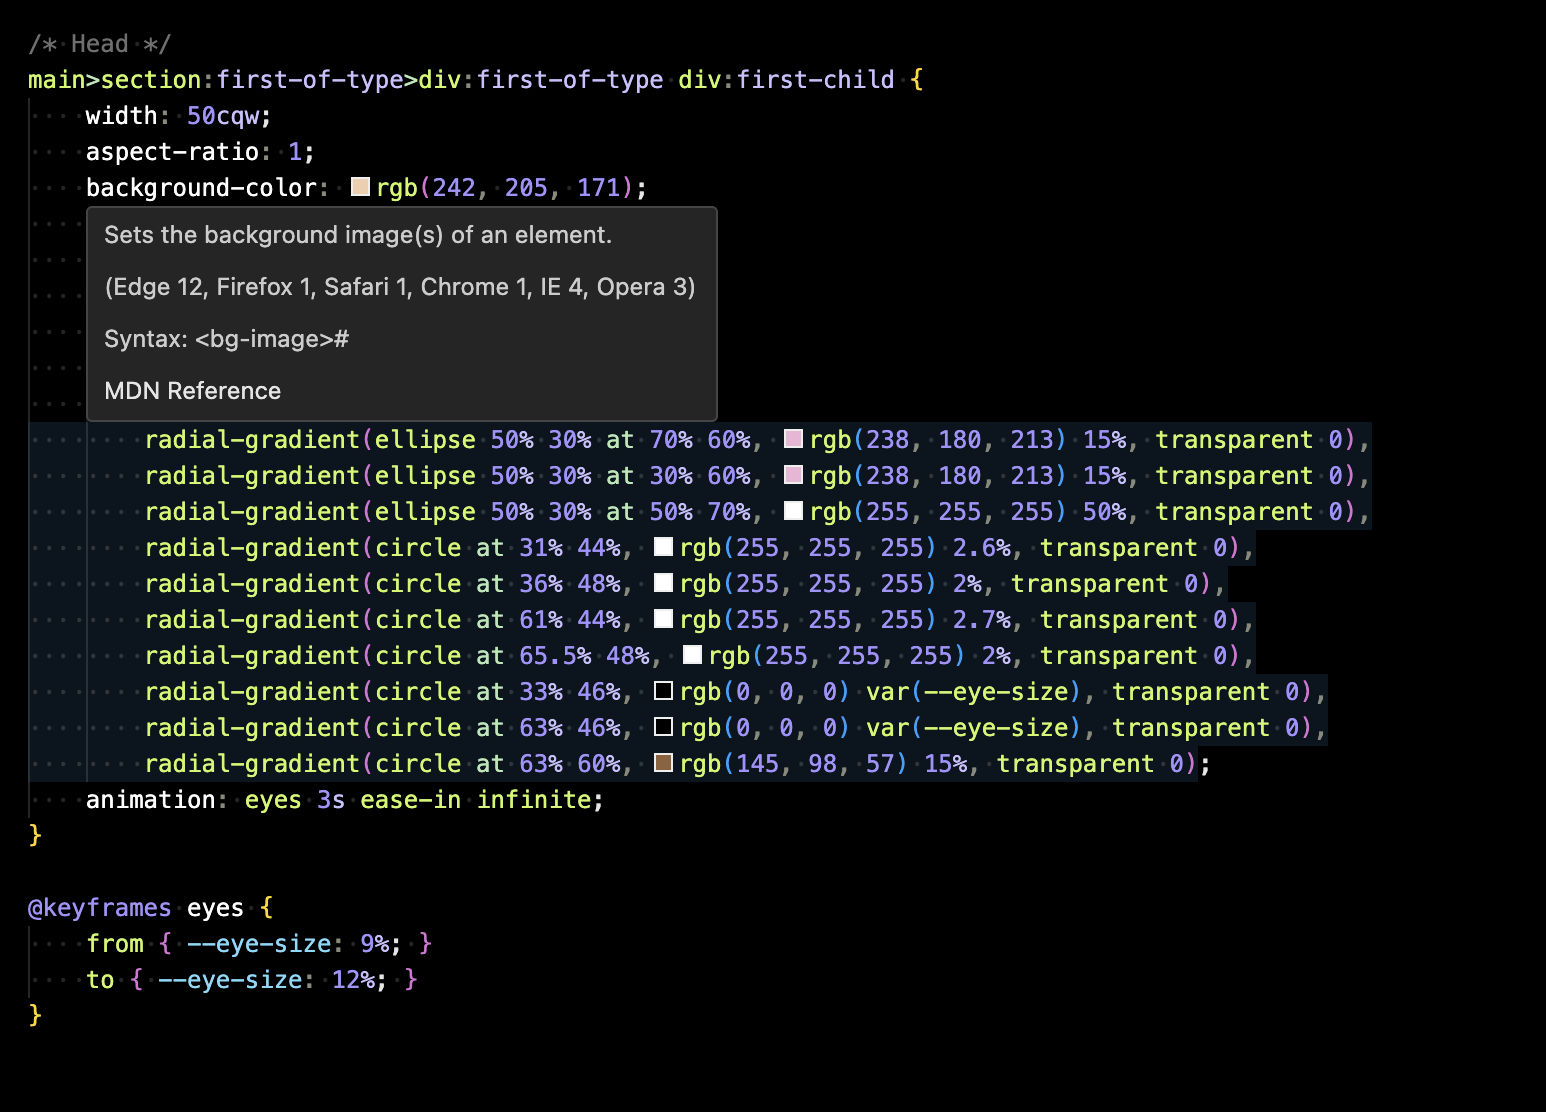 /* Head */
main>section:first-of-type>div:first-of-type div:first-child {
    width: 50cqw;
    aspect-ratio: 1;
    background-color: rgb(242, 205, 171);
Sets the background image(s) of an element.
(Edge 12, Firefox 1, Safari 1, Chrome 1, IE 4, Opera 3)
Syntax: <bg-image>#
MDN Reference
        radial-gradient(ellipse 50% 30% at 70% 60%, rgb(238, 180, 213) 15%, transparent 0),
        radial-gradient(ellipse 50% 30% at 30% 60%, rgb(238, 180, 213) 15%, transparent 0),
        radial-gradient(ellipse 50% 30% at 50% 70%, rgb(255, 255, 255) 50%, transparent 0),
        radial-gradient(circle at 31% 44%, rgb(255, 255, 255) 2.6%, transparent 0),
        radial-gradient(circle at 36% 48%, rgb(255, 255, 255) 2%, transparent 0),
        radial-gradient(circle at 61% 44%, rgb(255, 255, 255) 2.7%, transparent 0),
        radial-gradient(circle at 65.5% 48%, rgb(255, 255, 255) 2%, transparent 0),
        radial-gradient(circle at 33% 46%, rgb(0, 0, 0) var(--eye-size), transparent 0),
        radial-gradient(circle at 63% 46%, rgb(0, 0, 0) var(--eye-size), transparent 0),
        radial-gradient(circle at 63% 60%, rgb(145, 98, 57) 15%, transparent 0);
    animation: eyes 3s ease-in infinite;
}
@keyframes eyes {
    from { --eye-size: 9%; }
    to { --eye-size: 12%; }
}